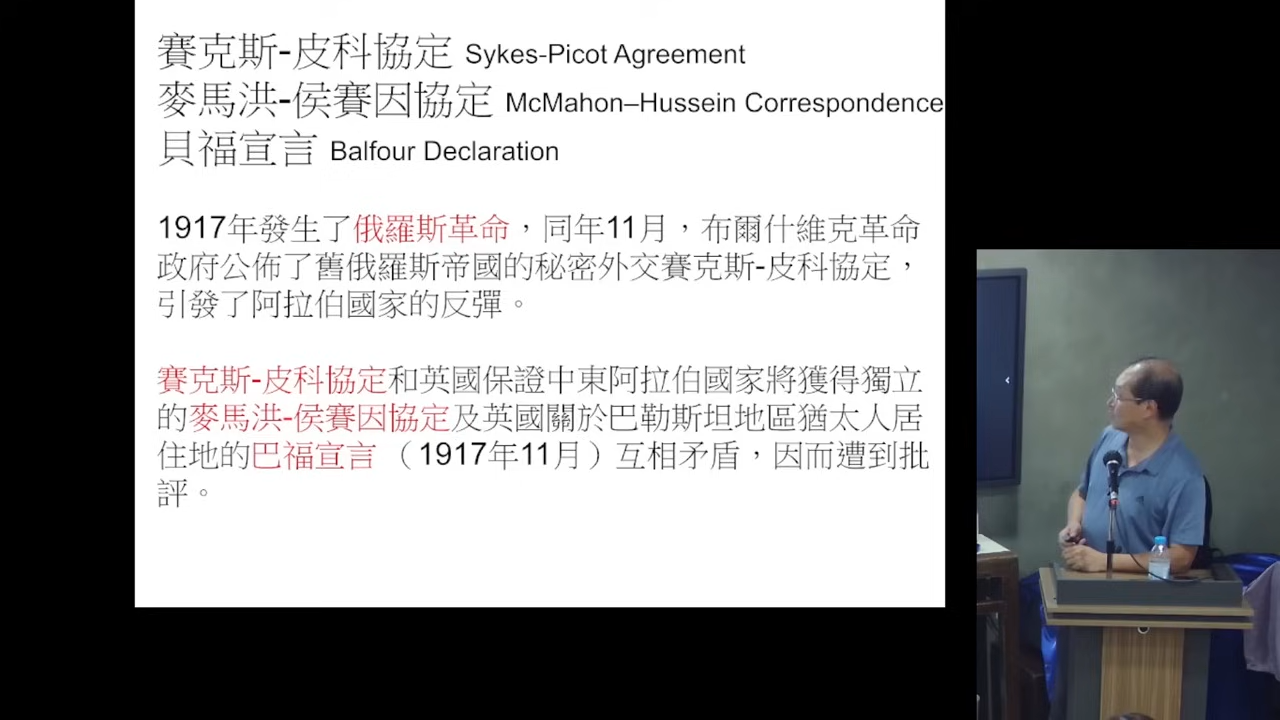 賽克斯-皮科協定 Sykes-Picot Agreement
麥馬洪-侯賽因協定 McMahon–Hussein Correspondence
貝福宣言 Balfour Declaration
1917年發生了俄羅斯革命，同年11月，布爾什維克革命
政府公佈了舊俄羅斯帝國的秘密外交賽克斯-皮科協定，
引發了阿拉伯國家的反彈。
賽克斯-皮科協定和英國保證中東阿拉伯國家將獲得獨立
的麥馬洪-侯賽因協定及英國關於巴勒斯坦地區猶太人居
住地的巴福宣言 （1917年11月）互相矛盾，因而遭到批
評。